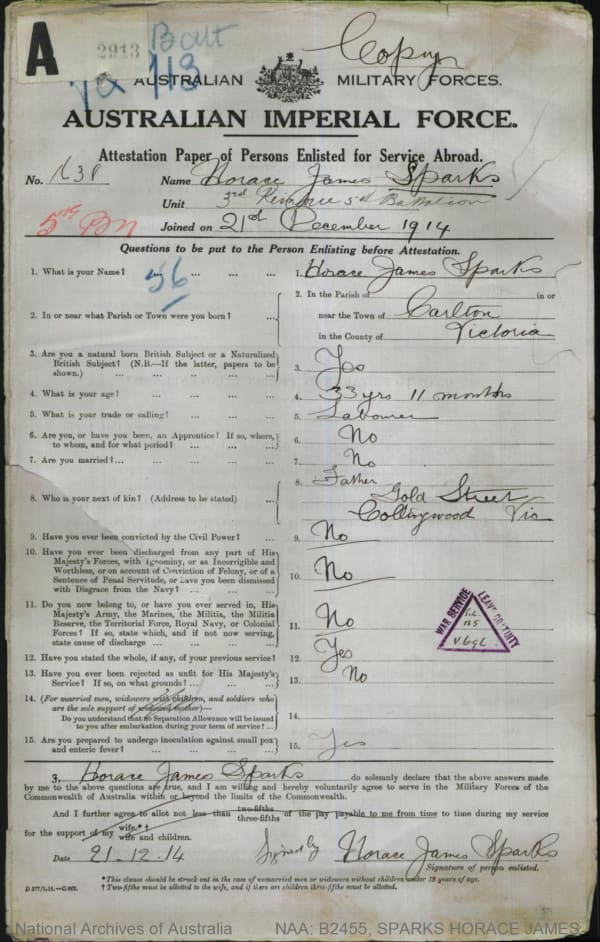 A
2913
Batt
Copy
AUSTRALIAN MILITARY FORCES.
AUSTRALIAN IMPERIAL FORCE.
Attestation Paper of Persons Enlisted for Service Abroad.
No. 1638 Name Horace James Sparks
Unit 3rd Reinforce 5th Battalion
5th Bn
Joined on 21st December 1914
Questions to be put to the Person Enlisting before Attestation.
1. What is your Name? ... ... ... 1. Horace James Sparks
56
2. In or near what Parish or Town were you born? ... 2. In the Parish of in or
near the Town of Carlton
in the County of Victoria
3. Are you a natural born British Subject or a Naturalized
British Subject? (N.B.—If the latter, papers to be
shown.) 3. Yes
4. What is your age? ... ... ... 4. 33 yrs 11 months
5. What is your trade or calling? ... ... ... 5. Labourer
6. Are you, or have you been, an Apprentice? If so, where,
to whom, and for what period? ... ... ... 6. No
7. Are you married? ... ... ... ... 7. No
8. Who is your next of kin? (Address to be stated) ... 8. Father
Gold Street
Collingwood Vic
9. Have you ever been convicted by the Civil Power? ... 9. No
10. Have you ever been discharged from any part of His
Majesty's Forces, with Ignominy, or as Incorrigible and
Worthless, or on account of Conviction of Felony, or of a
Sentence of Penal Servitude, or have you been dismissed
with Disgrace from the Navy? ... ... ... 10. No
11. Do you now belong to, or have you ever served in, His
Majesty's Army, the Marines, the Militia, the Militia
Reserve, the Territorial Force, Royal Navy, or Colonial
Forces? If so, state which, and if not now serving,
state cause of discharge ... ... ... 11. No
WAR SERVICE
LEAVE GRATUITY
12. Have you stated the whole, if any, of your previous service? 12. Yes
13. Have you ever been rejected as unfit for His Majesty's
Service? If so, on what grounds? ... ... ... 13. No
14. (For married men, widowers with children, and soldiers who
are the sole support of widowed mother)—
Do you understand that no Separation Allowance will be issued
to you after embarkation during your term of service? ... 14.
15. Are you prepared to undergo inoculation against small pox
and enteric fever? ... ... ... ... 15. Yes
I, Horace James Sparks do solemnly declare that the above answers made
by me to the above questions are true, and I am willing and hereby voluntarily agree to serve in the Military Forces of the
Commonwealth of Australia within or beyond the limits of the Commonwealth.
And I further agree to allot not less than two-fifths three-fifths of the pay payable to me from time to time during my service
for the support of my wife.*† wife and children.
Date 21.12.14 Signed by Horace James Sparks
Signature of person enlisted.
*This clause should be struck out in the case of unmarried men or widowers without children under 18 years of age.
† Two-fifths must be allotted to the wife, and if there are children three-fifths must be allotted.
National Archives of Australia NAA: B2455, SPARKS HORACE JAMES